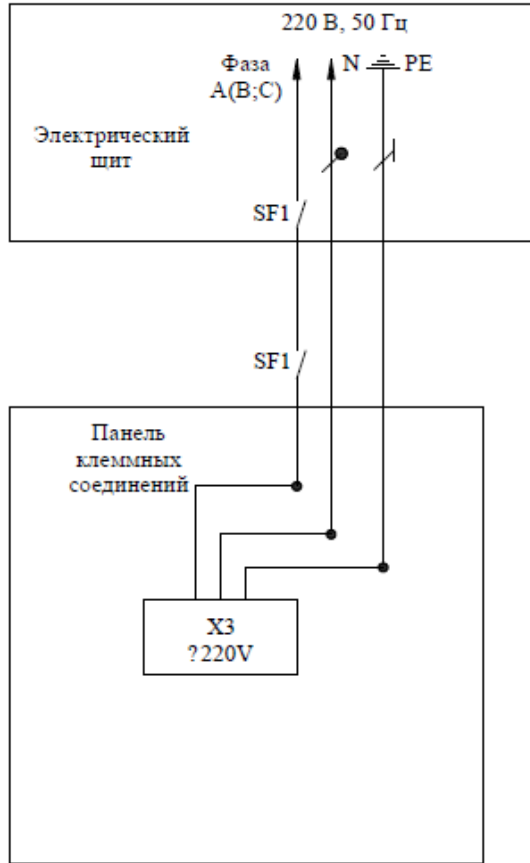 220 В, 50 Гц
Фаза
А(В;С)
N
PE
Электрический
щит
SF1
SF1
Панель
клеммных
соединений
X3
?220V